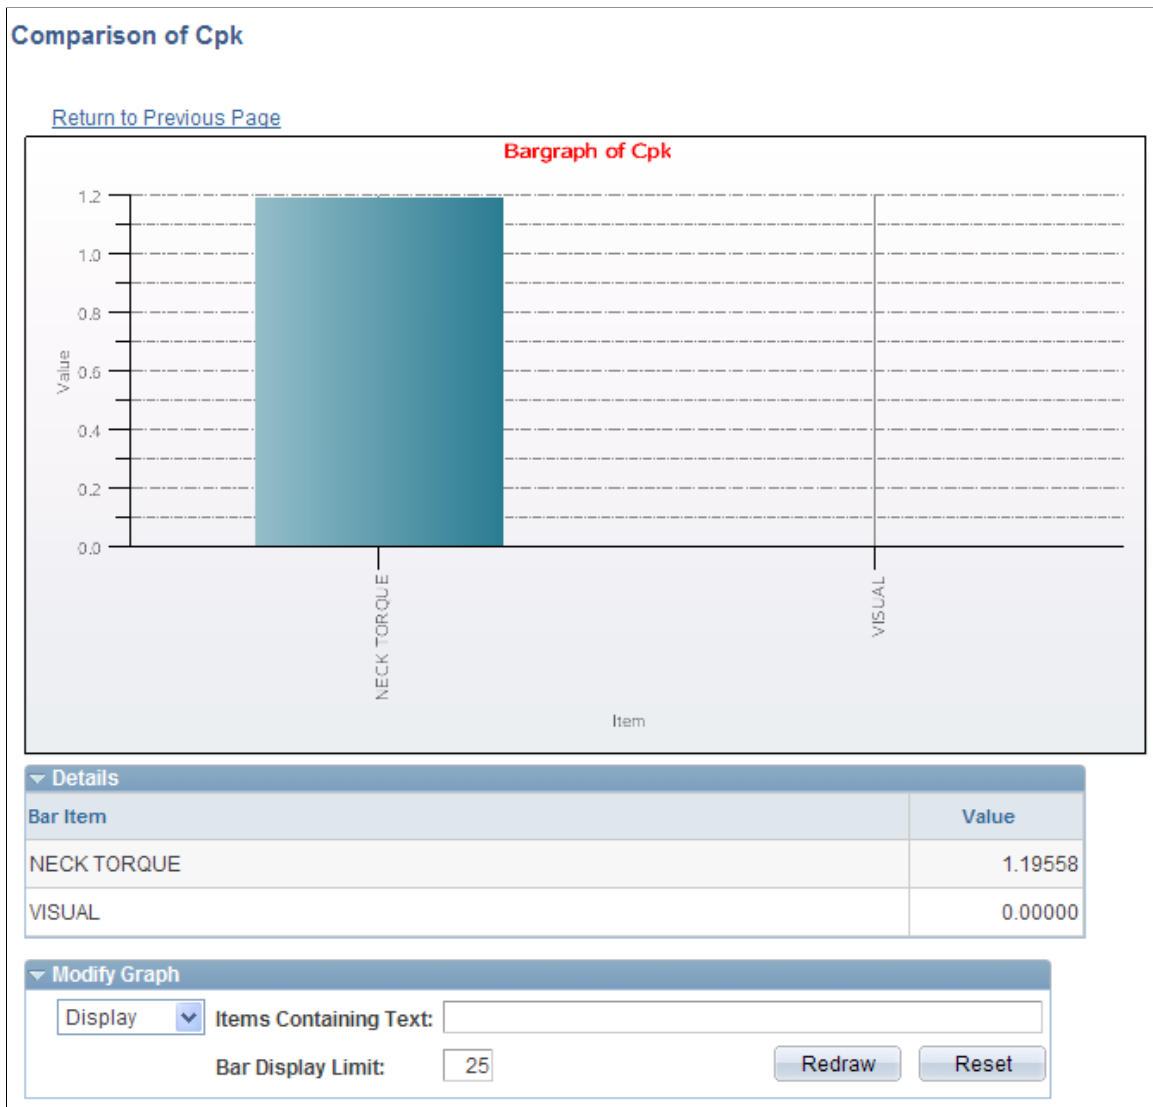 Comparison of Cpk
Return to Previous Page
Bargraph of Cpk
1.2
1.0
0.8
0.6
0.4
0.2
0.0
Value
NECK TORQUE
VISUAL
Item
Details
Bar Item Value
NECK TORQUE 1.19558
VISUAL 0.00000
Modify Graph
Display Items Containing Text:
Bar Display Limit: 25 Redraw Reset